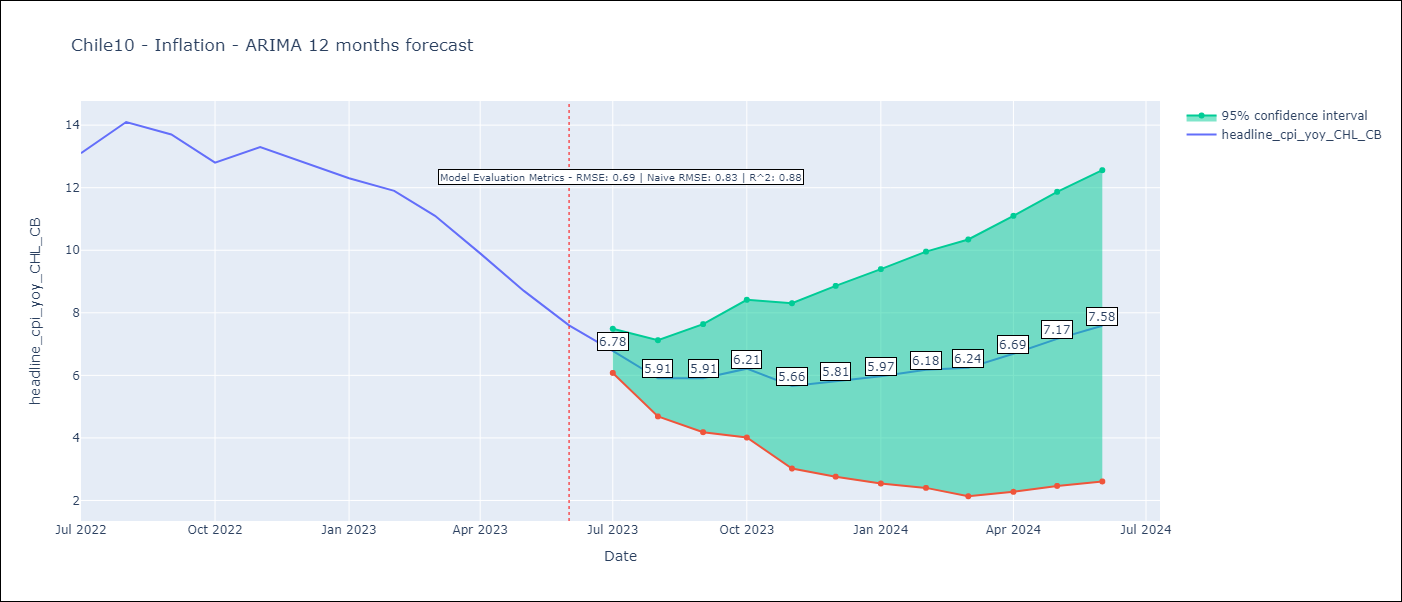 Chile10 - Inflation - ARIMA 12 months forecast
95% confidence interval
headline_cpi_yoy_CHL_CB
Model Evaluation Metrics - RMSE: 0.69 | Naive RMSE: 0.83 | R^2: 0.88
headline_cpi_yoy_CHL_CB
14
12
10
8
6
4
2
6.78
5.91
5.91
6.21
5.66
5.81
5.97
6.18
6.24
6.69
7.17
7.58
Jul 2022
Oct 2022
Jan 2023
Apr 2023
Jul 2023
Oct 2023
Jan 2024
Apr 2024
Jul 2024
Date